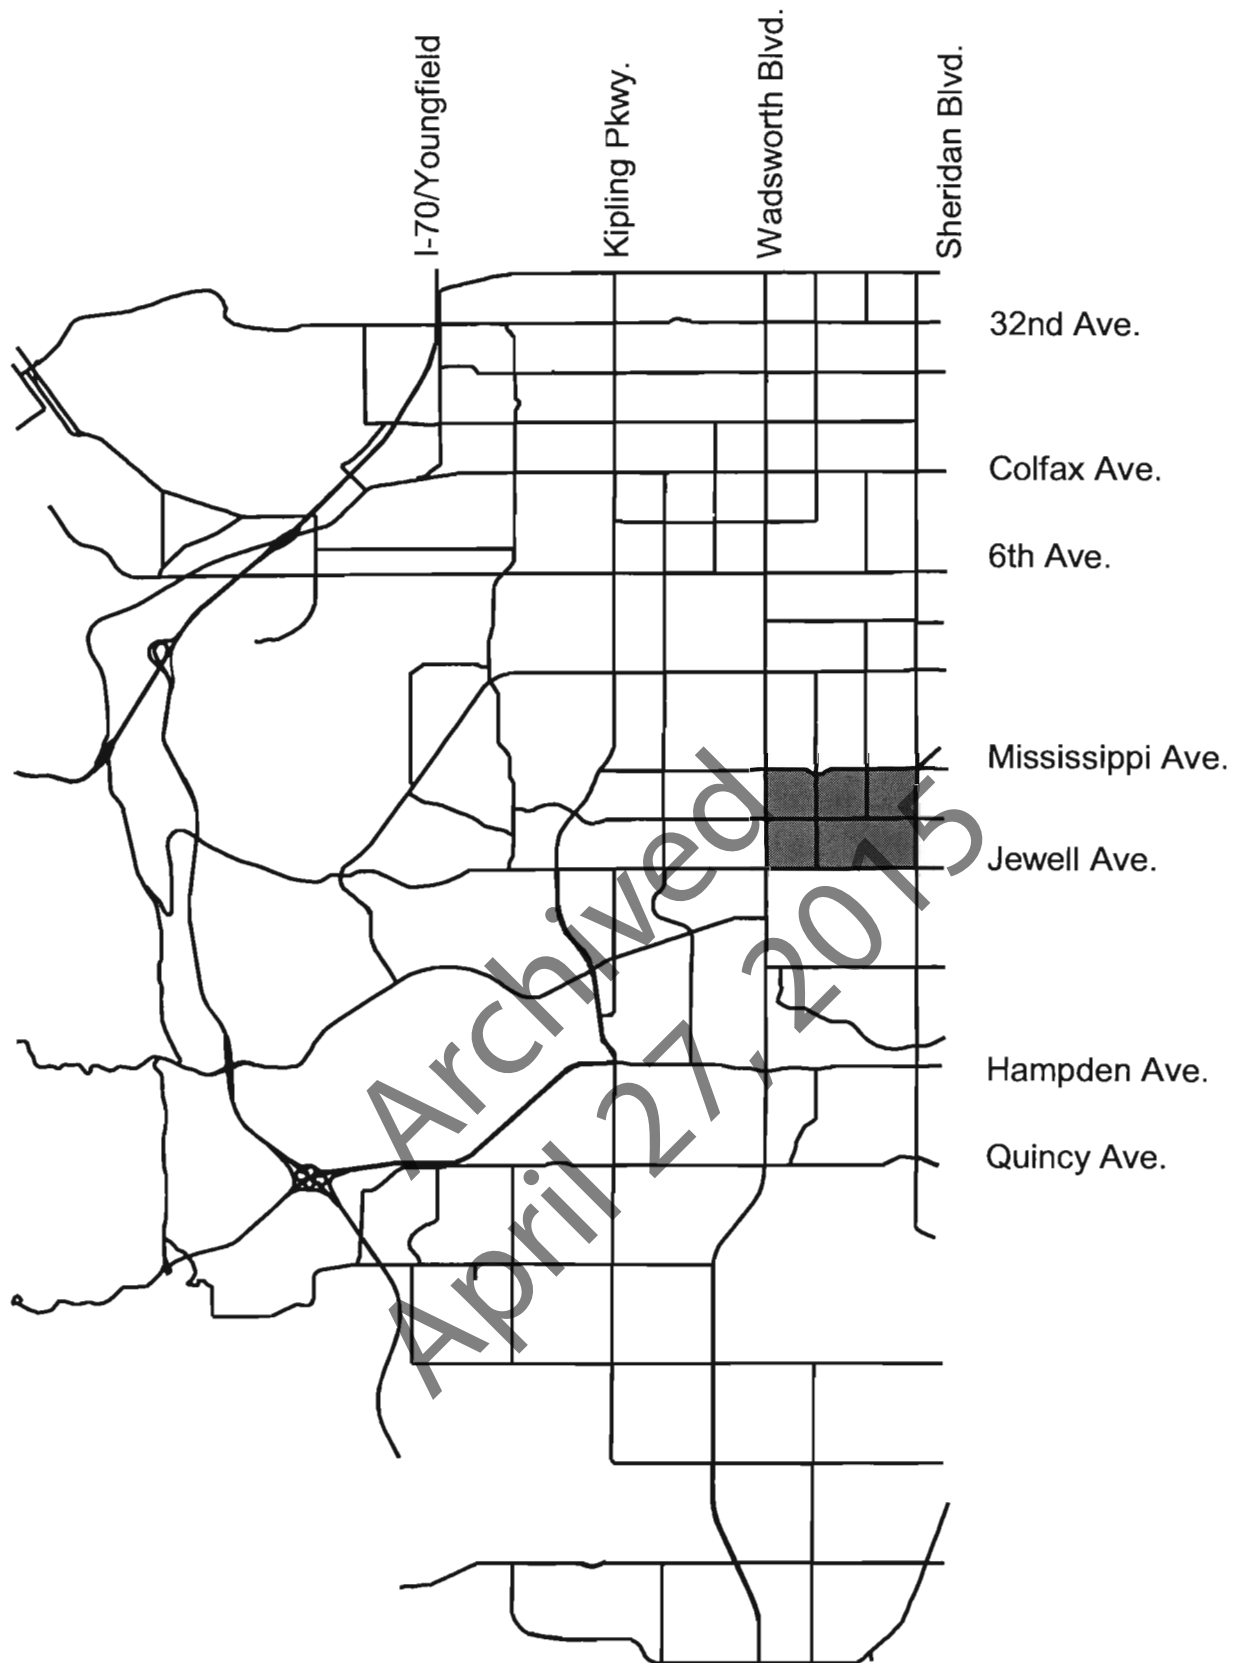 I-70/Youngfield
Kipling Pkwy.
Wadsworth Blvd.
Sheridan Blvd.
32nd Ave.
Colfax Ave.
6th Ave.
Mississippi Ave.
Jewell Ave.
Hampden Ave.
Quincy Ave.
Archived
April 27, 2015